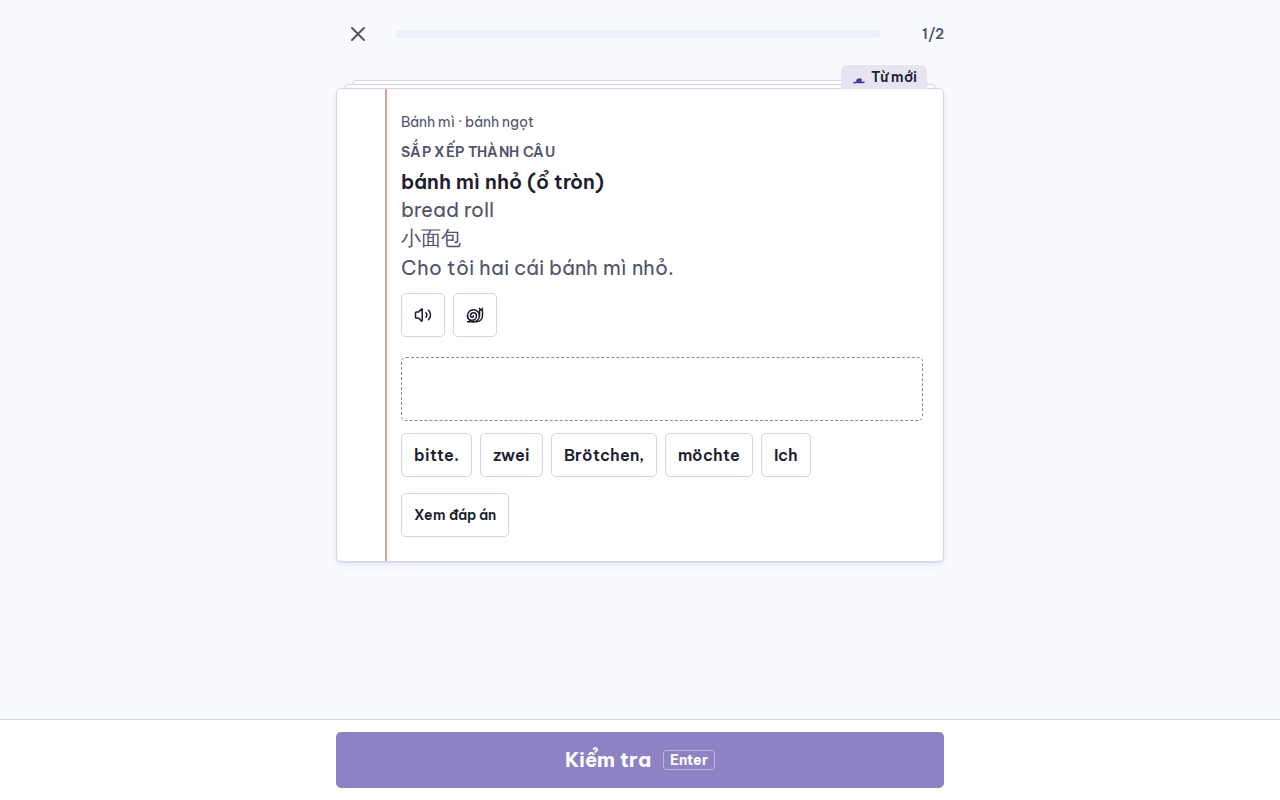 1/2
Từ mới
Bánh mì · bánh ngọt
SẮP XẾP THÀNH CÂU
bánh mì nhỏ (ổ tròn)
bread roll
小面包
Cho tôi hai cái bánh mì nhỏ.
bitte. zwei Brötchen, möchte Ich
Xem đáp án
Kiểm tra Enter